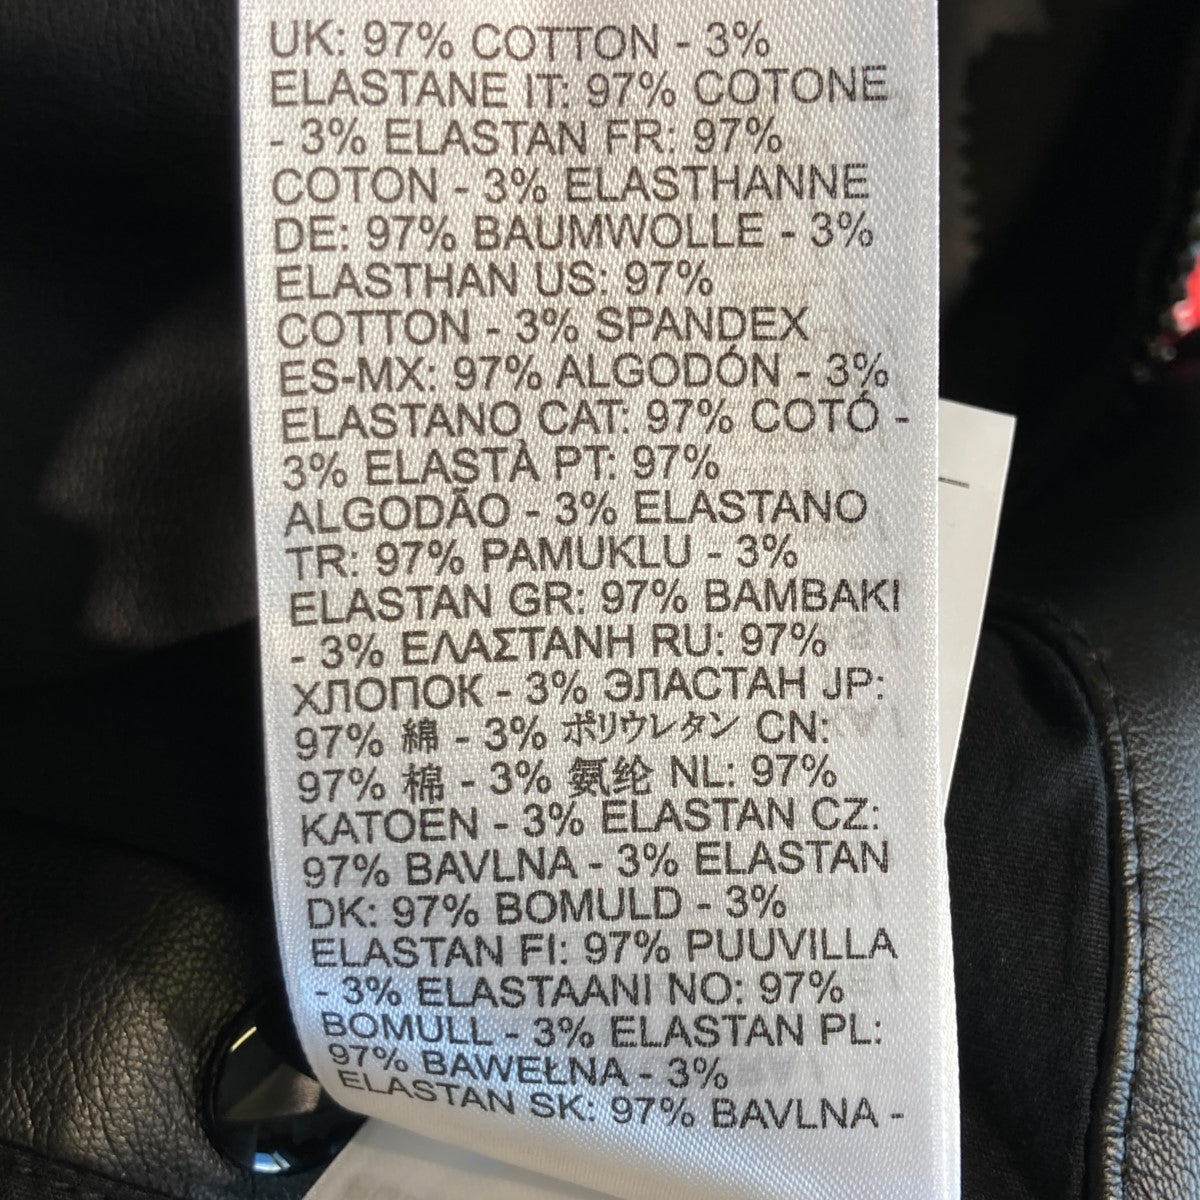 UK: 97% COTTON - 3%
ELASTANE IT: 97% COTONE
- 3% ELASTAN FR: 97%
COTON - 3% ELASTHANNE
DE: 97% BAUMWOLLE - 3%
ELASTHAN US: 97%
COTTON - 3% SPANDEX
ES-MX: 97% ALGODÓN - 3%
ELASTANO CAT: 97% COTÓ -
3% ELASTÀ PT: 97%
ALGODÃO - 3% ELASTANO
TR: 97% PAMUKLU - 3%
ELASTAN GR: 97% BAMBAKI
- 3% ΕΛΑΣΤΑΝΗ RU: 97%
ХЛОПОК - 3% ЭЛАСТАН JP:
97% 綿 - 3% ポリウレタン CN:
97% 棉 - 3% 氨纶 NL: 97%
KATOEN - 3% ELASTAN CZ:
97% BAVLNA - 3% ELASTAN
DK: 97% BOMULD - 3%
ELASTAN FI: 97% PUUVILLA
- 3% ELASTAANI NO: 97%
BOMULL - 3% ELASTAN PL:
97% BAWEŁNA - 3%
ELASTAN SK: 97% BAVLNA -